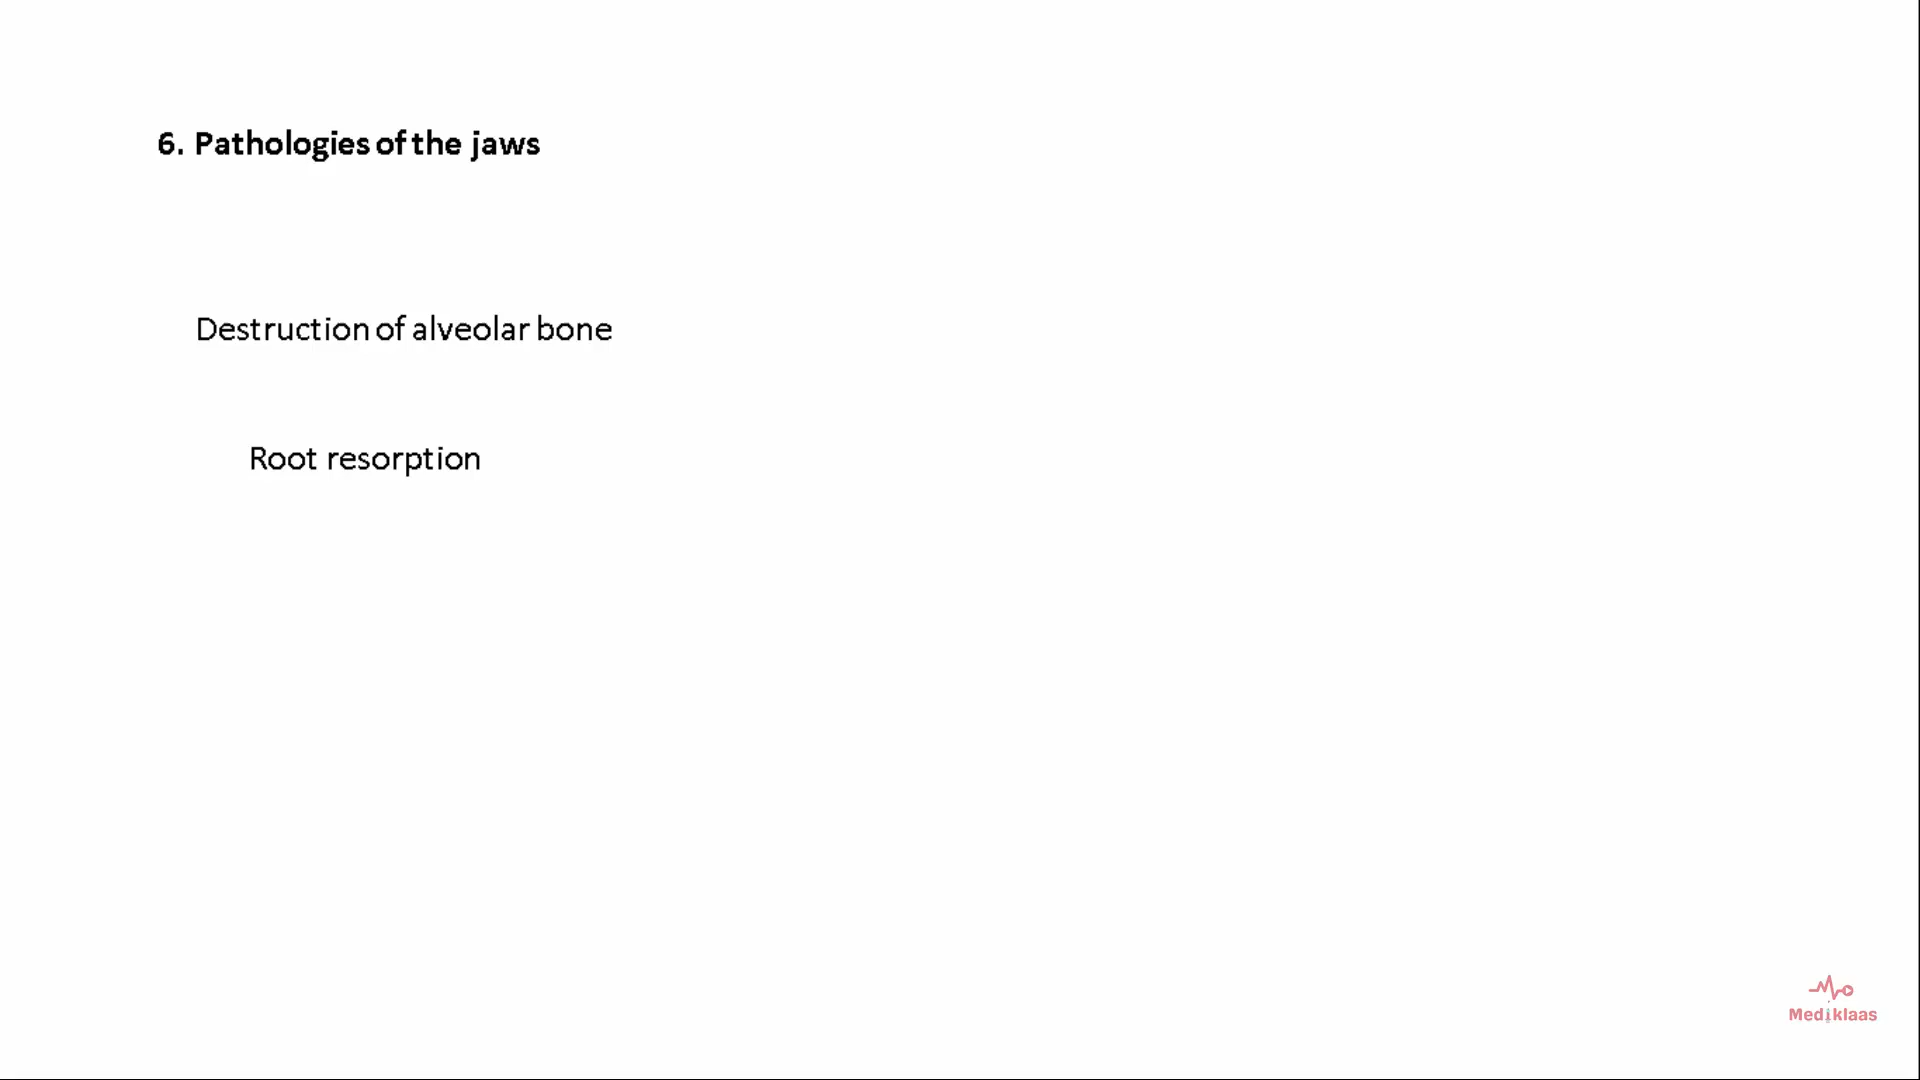 6. Pathologies of the jaws
Destruction of alveolar bone
Root resorption
Mediklaas